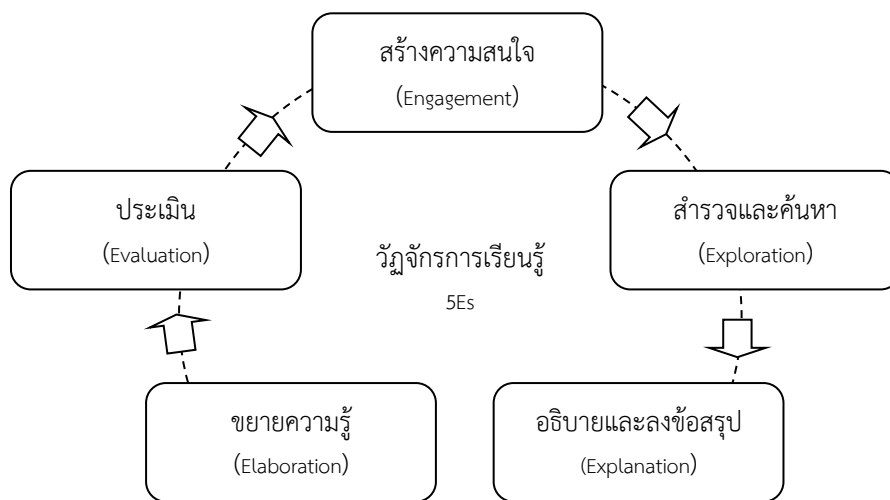 สร้างความสนใจ
(Engagement)
ประเมิน
(Evaluation)
สำรวจและค้นหา
(Exploration)
วัฏจักรการเรียนรู้
5Es
ขยายความรู้
(Elaboration)
อธิบายและลงข้อสรุป
(Explanation)